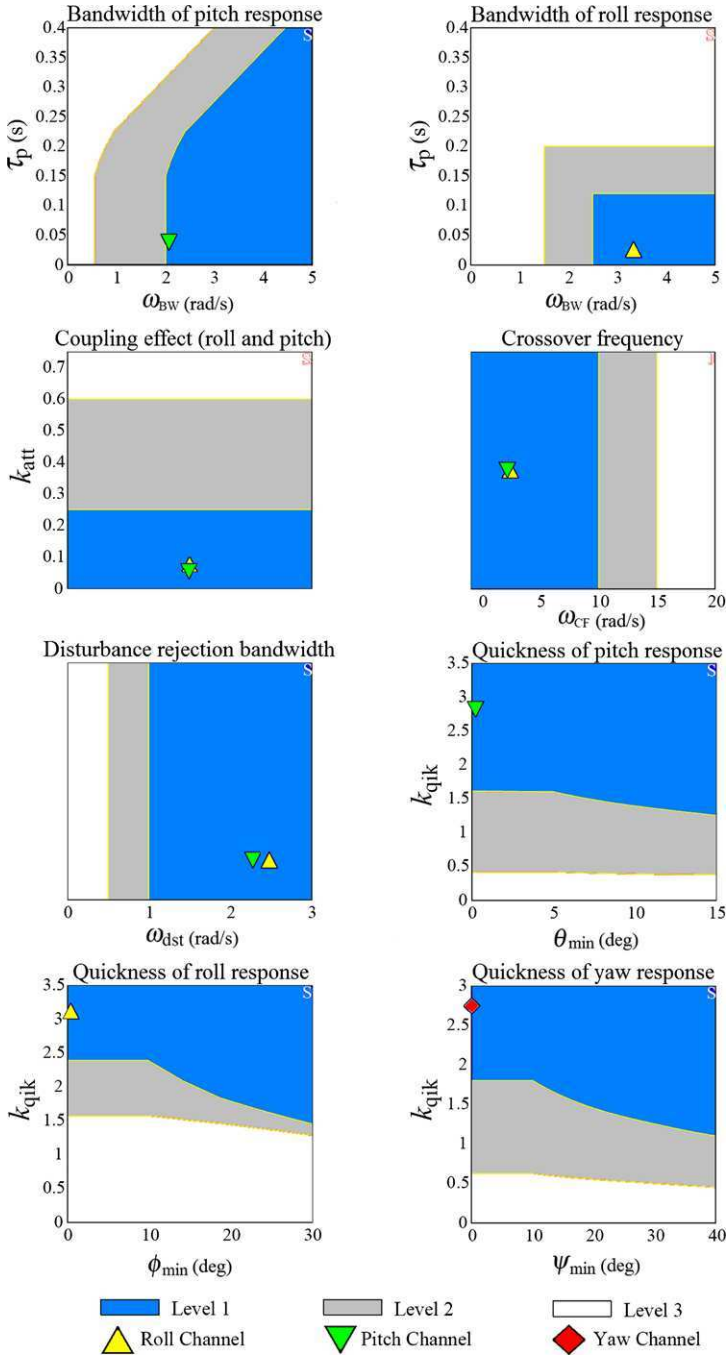 Bandwidth of pitch response
0.4
0.35
0.3
0.25
0.2
0.15
0.1
0.05
0
τp (s)
S
0 1 2 3 4 5
ωBW (rad/s)
Bandwidth of roll response
0.4
0.35
0.3
0.25
0.2
0.15
0.1
0.05
0
τp (s)
S
0 1 2 3 4 5
ωBW (rad/s)
Coupling effect (roll and pitch)
0.7
0.6
0.5
0.4
0.3
0.2
0.1
0
katt
S
Crossover frequency
J
0 5 10 15 20
ωCF (rad/s)
Disturbance rejection bandwidth
S
0 1 2 3
ωdst (rad/s)
Quickness of pitch response
3.5
3
2.5
2
1.5
1
0.5
0
kqik
S
0 5 10 15
θmin (deg)
Quickness of roll response
3.5
3
2.5
2
1.5
1
0.5
0
kqik
S
0 10 20 30
ϕmin (deg)
Quickness of yaw response
3
2.5
2
1.5
1
0.5
0
kqik
S
0 10 20 30 40
ψmin (deg)
Level 1 Level 2 Level 3
Roll Channel Pitch Channel Yaw Channel